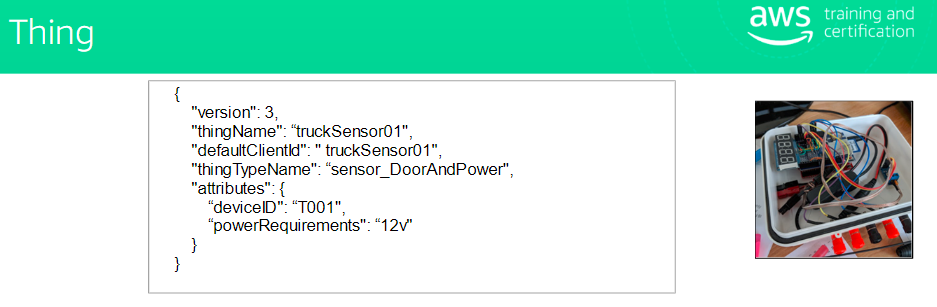 Thing
aws training and
certification
{
"version": 3,
"thingName": “truckSensor01",
"defaultClientId": " truckSensor01",
"thingTypeName": “sensor_DoorAndPower",
"attributes": {
“deviceID": “T001",
“powerRequirements": “12v"
}
}